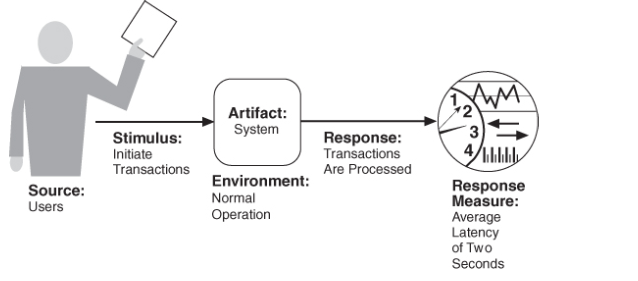 Source:
Users
Stimulus:
Initiate
Transactions
Artifact:
System
Environment:
Normal
Operation
Response:
Transactions
Are Processed
1
2
3
4
Response
Measure:
Average
Latency
of Two
Seconds